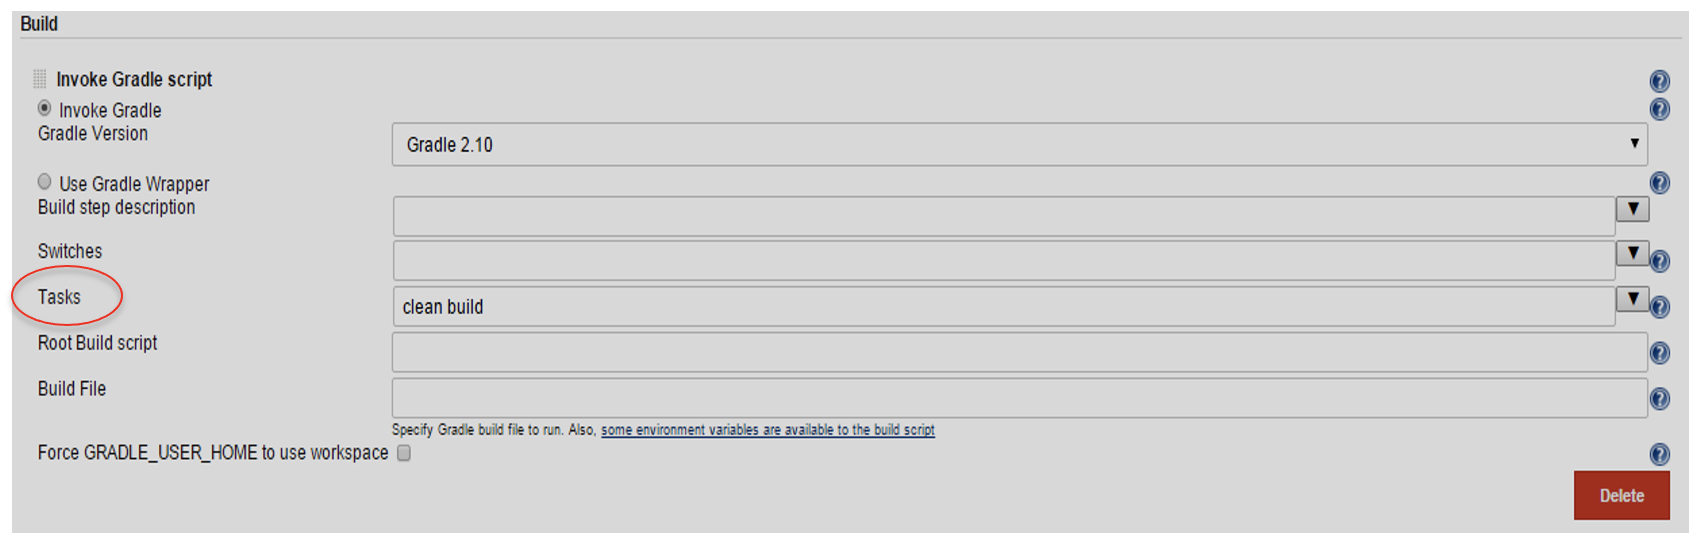 Build
Invoke Gradle script
Invoke Gradle
Gradle Version
Gradle 2.10
Use Gradle Wrapper
Build step description
Switches
Tasks
clean build
Root Build script
Build File
Specify Gradle build file to run. Also, some environment variables are available to the build script
Force GRADLE_USER_HOME to use workspace
Delete